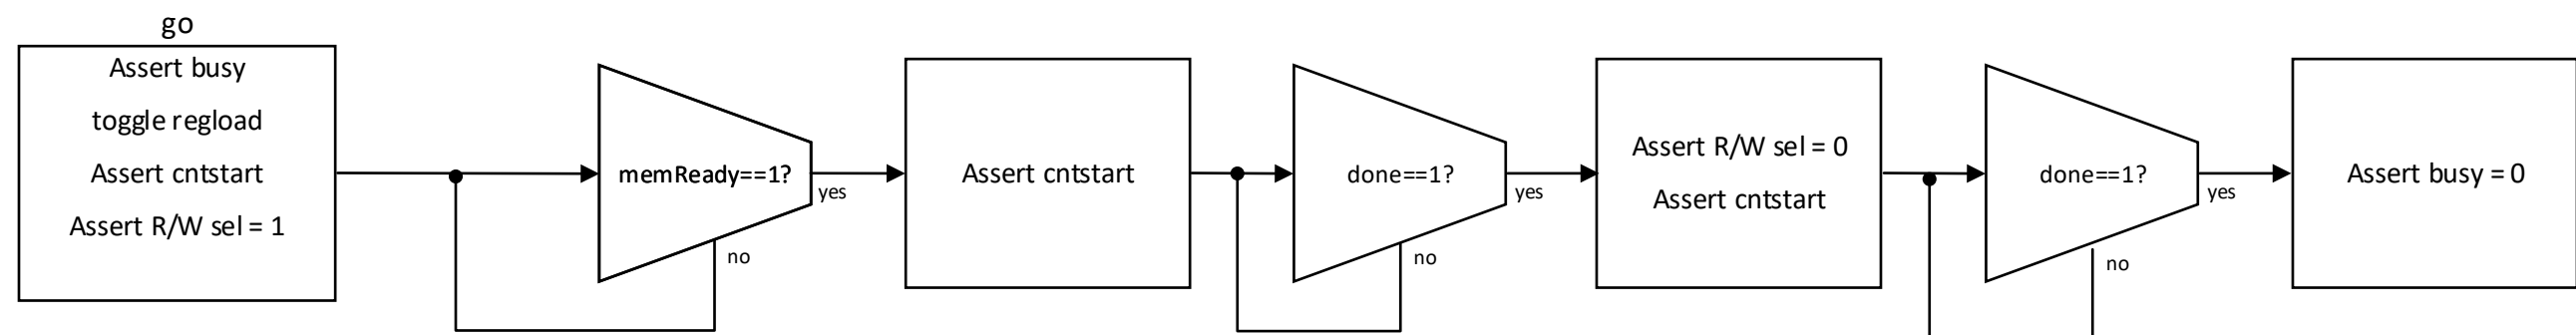 go
Assert busy
toggle regload
Assert cntstart
Assert R/W sel = 1
memReady==1?
yes
no
Assert cntstart
done==1?
yes
no
Assert R/W sel = 0
Assert cntstart
done==1?
yes
no
Assert busy = 0